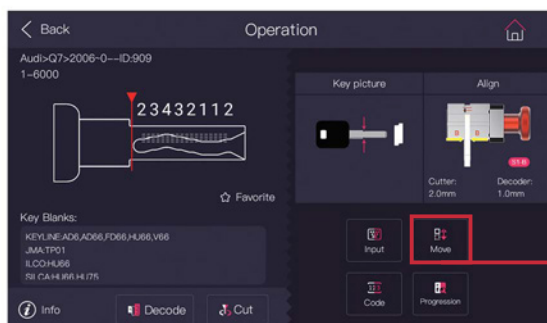 Back
Operation
Audi>Q7>2006-0--ID:909
1-6000
23432112
Favorite
Key Blanks:
KEYLINE:AD6,AD66,FD66,HU66,V66
JMA:TP01
ILCO:HU66
SILCA:HU66,HU75
Info
Decode
Cut
Key picture
Align
B
B
Cutter:
2.0mm
Decoder:
1.0mm
Input
Move
Code
Progression